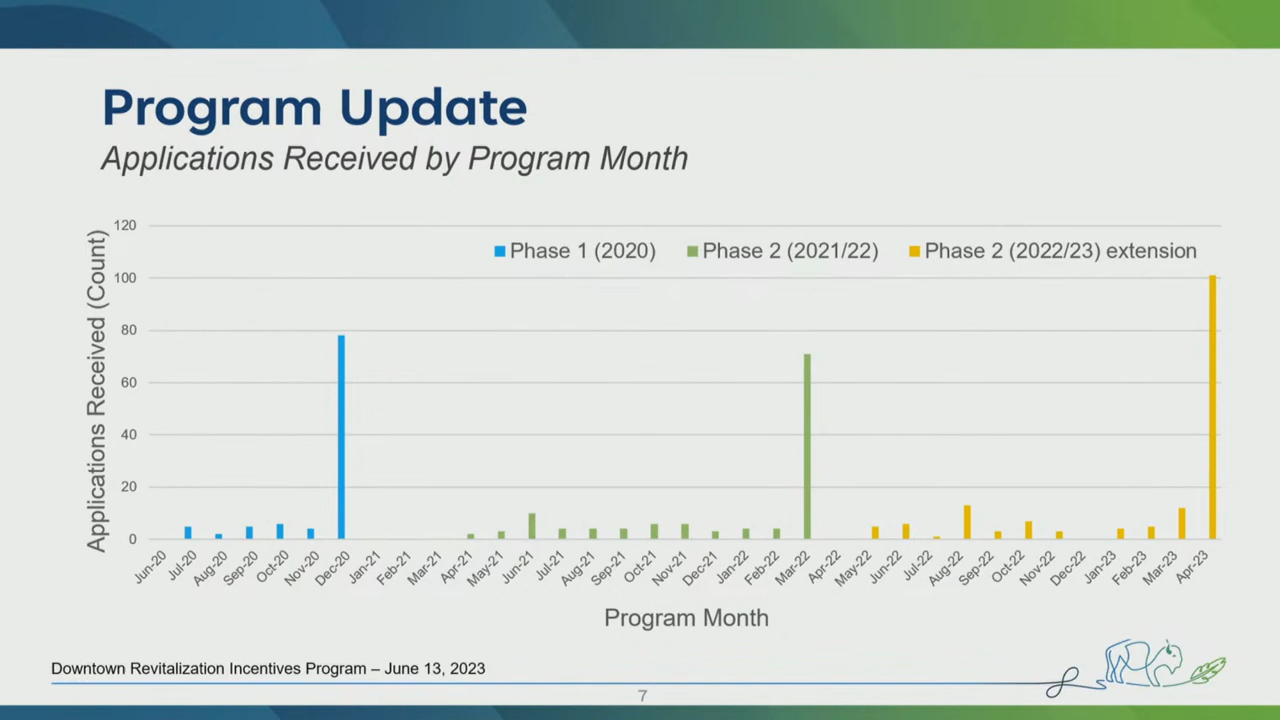 Program Update
Applications Received by Program Month
Applications Received (Count)
120
100
80
60
40
20
0
Phase 1 (2020) Phase 2 (2021/22) Phase 2 (2022/23) extension
Jun-20 Jul-20 Aug-20 Sep-20 Oct-20 Nov-20 Dec-20 Jan-21 Feb-21 Mar-21 Apr-21 May-21 Jun-21 Jul-21 Aug-21 Sep-21 Oct-21 Nov-21 Dec-21 Jan-22 Feb-22 Mar-22 Apr-22 May-22 Jun-22 Jul-22 Aug-22 Sep-22 Oct-22 Nov-22 Dec-22 Jan-23 Feb-23 Mar-23 Apr-23
Program Month
Downtown Revitalization Incentives Program – June 13, 2023
7